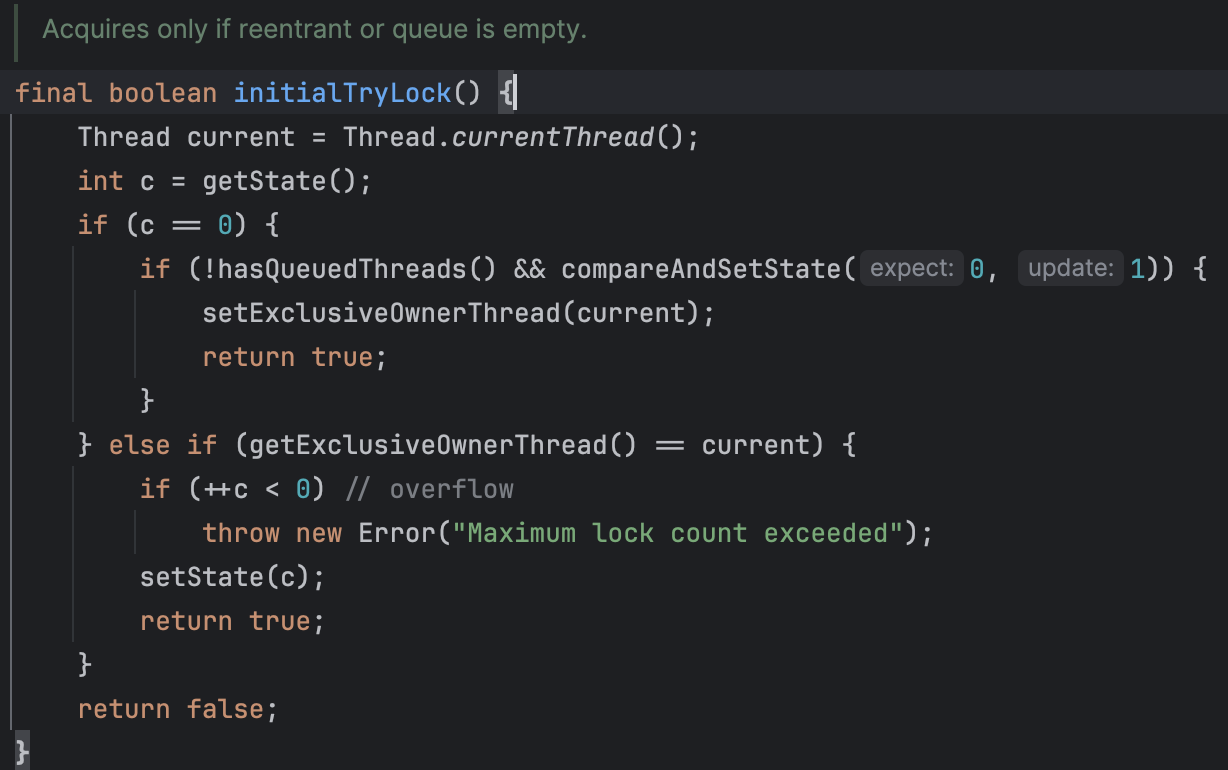 Acquires only if reentrant or queue is empty.
final boolean initialTryLock() {
    Thread current = Thread.currentThread();
    int c = getState();
    if (c == 0) {
        if (!hasQueuedThreads() && compareAndSetState( expect: 0, update: 1)) {
            setExclusiveOwnerThread(current);
            return true;
        }
    } else if (getExclusiveOwnerThread() == current) {
        if (++c < 0) // overflow
            throw new Error("Maximum lock count exceeded");
        setState(c);
        return true;
    }
    return false;
}